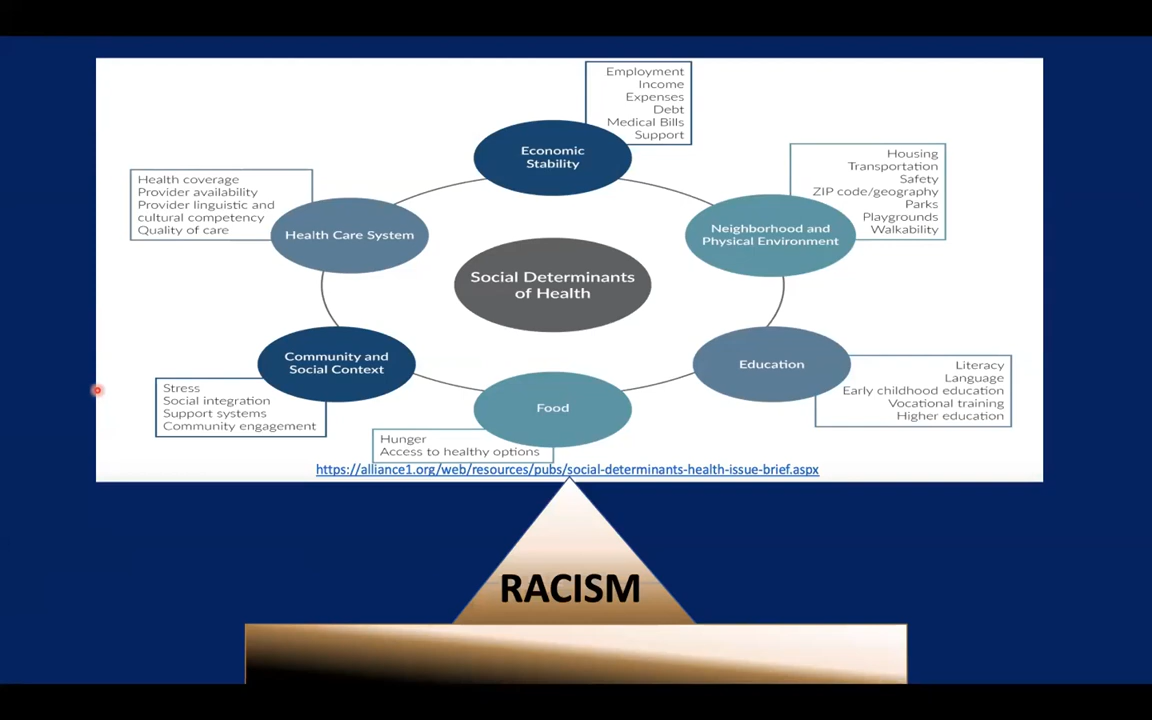 Employment
Income
Expenses
Debt
Medical Bills
Support
Economic
Stability
Housing
Transportation
Safety
ZIP code/geography
Parks
Playgrounds
Walkability
Neighborhood and
Physical Environment
Health coverage
Provider availability
Provider linguistic and
cultural competency
Quality of care
Health Care System
Social Determinants
of Health
Community and
Social Context
Stress
Social integration
Support systems
Community engagement
Education
Literacy
Language
Early childhood education
Vocational training
Higher education
Food
Hunger
Access to healthy options
https://alliance1.org/web/resources/pubs/social-determinants-health-issue-brief.aspx
RACISM